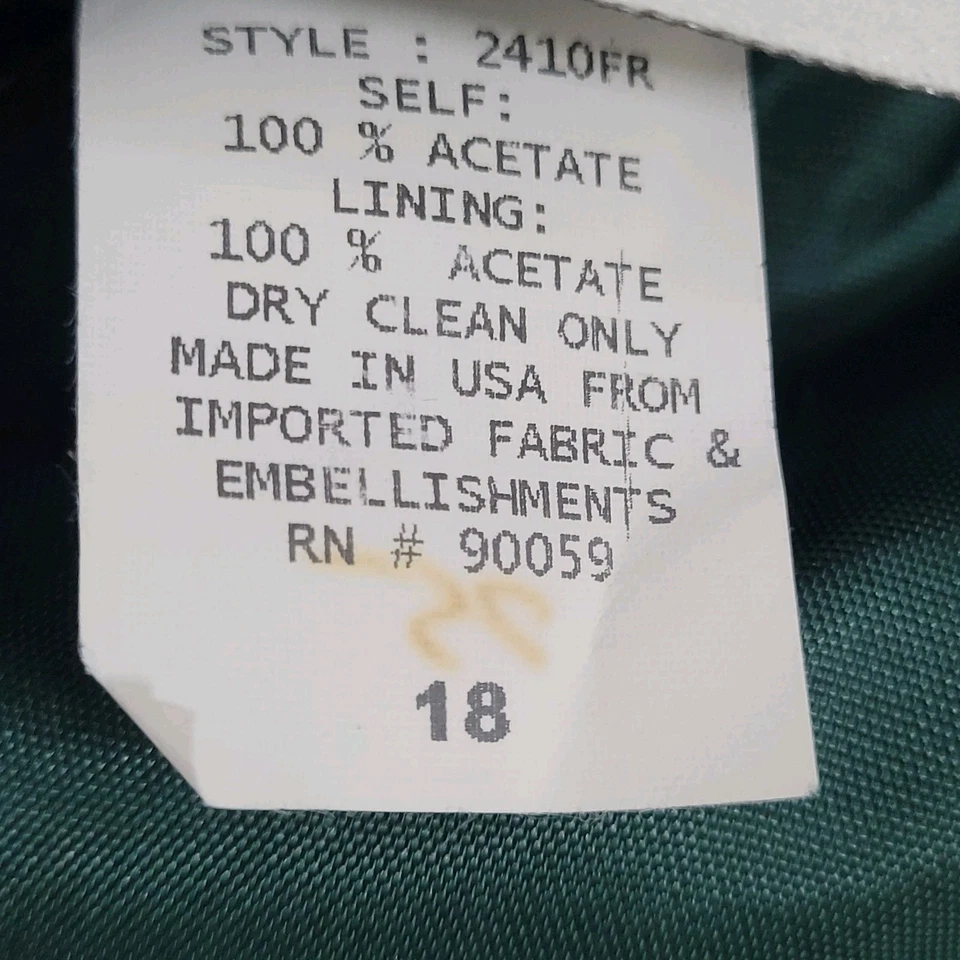 STYLE : 2410FR
SELF:
100 % ACETATE
LINING:
100 % ACETATE
DRY CLEAN ONLY
MADE IN USA FROM
IMPORTED FABRIC &
EMBELLISHMENTS
RN # 90059
18